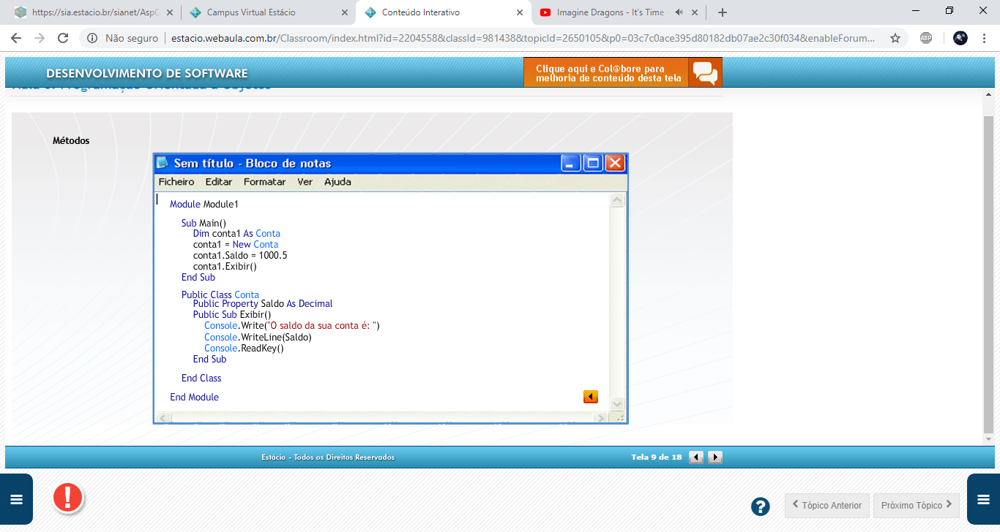 https://sia.estacio.br/sianet/AspC
Campus Virtual Estácio
Conteúdo Interativo
Imagine Dragons - It's Time -
Não seguro
estacio.webaula.com.br/Classroom/index.html?id=2204558&classId=981438&topicId=2650105&p0=03c7c0ace395d80182db07ae2c30f034&enableForum...
ABP
DESENVOLVIMENTO DE SOFTWARE
Clique aqui e Col@bore para
melhoria de conteúdo desta tela
Aula 6: Programação Orientada a Objetos
Métodos
Sem título - Bloco de notas
Ficheiro Editar Formatar Ver Ajuda
Module Module1
Sub Main()
Dim conta1 As Conta
conta1 = New Conta
conta1.Saldo = 1000.5
conta1.Exibir()
End Sub
Public Class Conta
Public Property Saldo As Decimal
Public Sub Exibir()
Console.Write("O saldo da sua conta é: ")
Console.WriteLine(Saldo)
Console.ReadKey()
End Sub
End Class
End Module
Estácio - Todos os Direitos Reservados
Tela 9 de 18
Tópico Anterior
Próximo Tópico